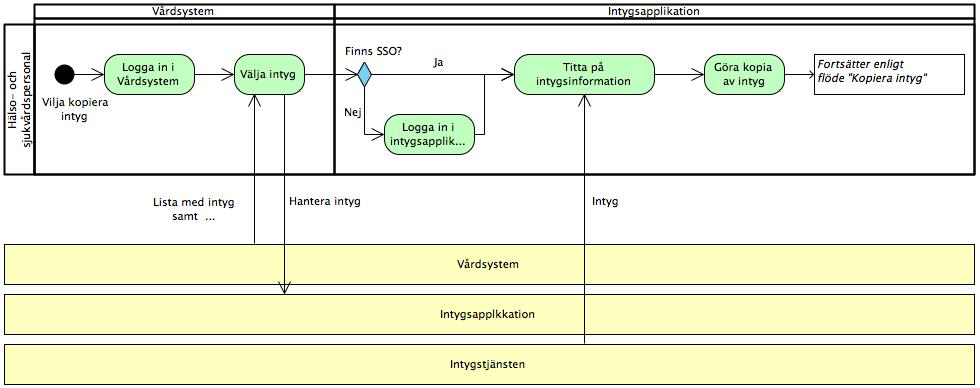 Vårdsystem
Intygsapplikation
Hälso- och
sjukvårdspersonal
Vilja kopiera
intyg
Logga in i
Vårdsystem
Välja intyg
Finns SSO?
Ja
Nej
Logga in i
intygsapplik...
Titta på
intygsinformation
Göra kopia
av intyg
Fortsätter enligt
flöde "Kopiera intyg"
Lista med intyg
samt ...
Hantera intyg
Intyg
Vårdsystem
Intygsapplkkation
Intygstjänsten